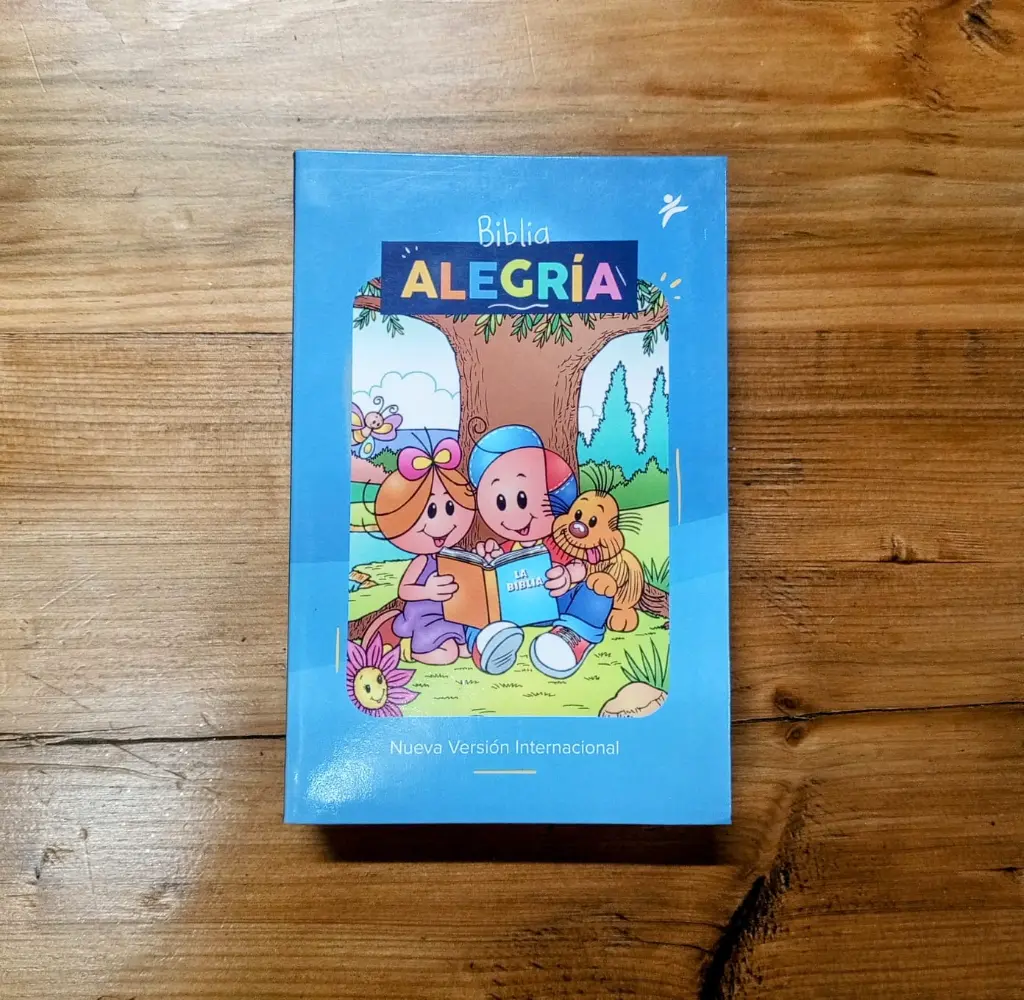 Biblia
ALEGRÍA
LA
BIBLIA
Nueva Versión Internacional